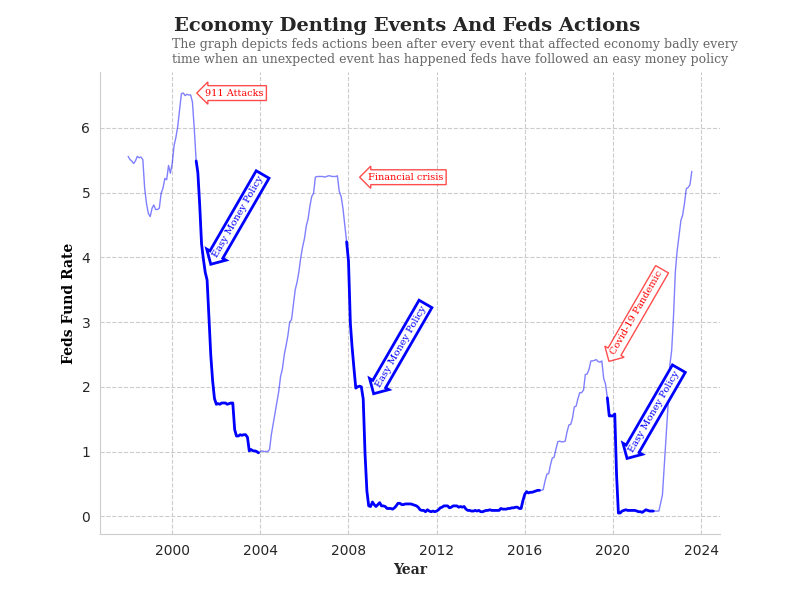 Economy Denting Events And Feds Actions
The graph depicts feds actions been after every event that affected economy badly every
time when an unexpected event has happened feds have followed an easy money policy
911 Attacks
Easy Money Policy
Financial crisis
Easy Money Policy
Covid-19 Pandemic
Easy Money Policy
Feds Fund Rate
6
5
4
3
2
1
0
2000
2004
2008
2012
2016
2020
2024
Year